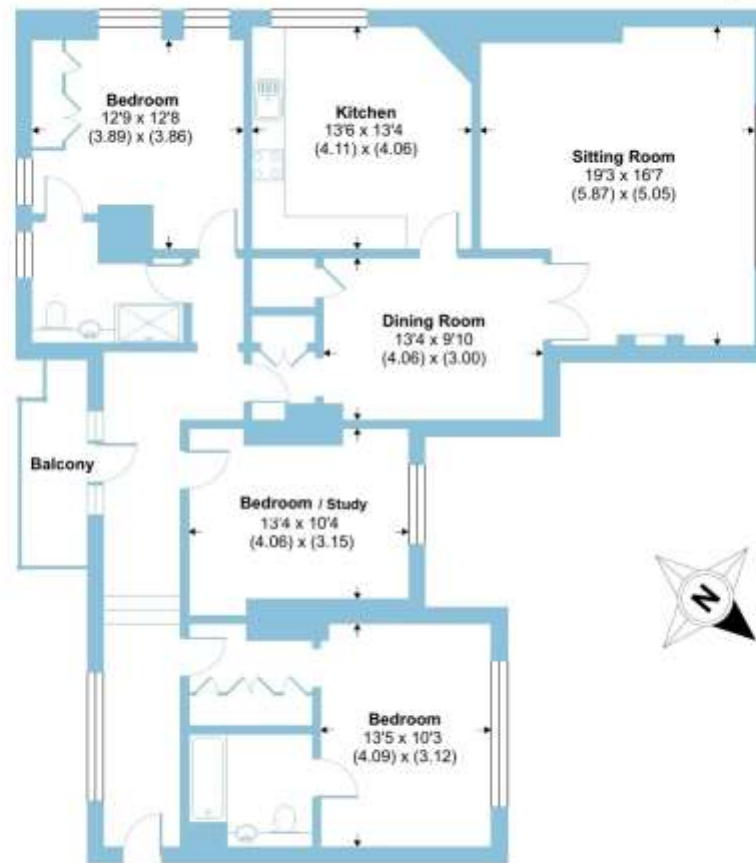 Bedroom
12'9 x 12'8
(3.89) x (3.86)
Kitchen
13'6 x 13'4
(4.11) x (4.06)
Sitting Room
19'3 x 16'7
(5.87) x (5.05)
Dining Room
13'4 x 9'10
(4.06) x (3.00)
Balcony
Bedroom / Study
13'4 x 10'4
(4.06) x (3.15)
N
Bedroom
13'5 x 10'3
(4.09) x (3.12)